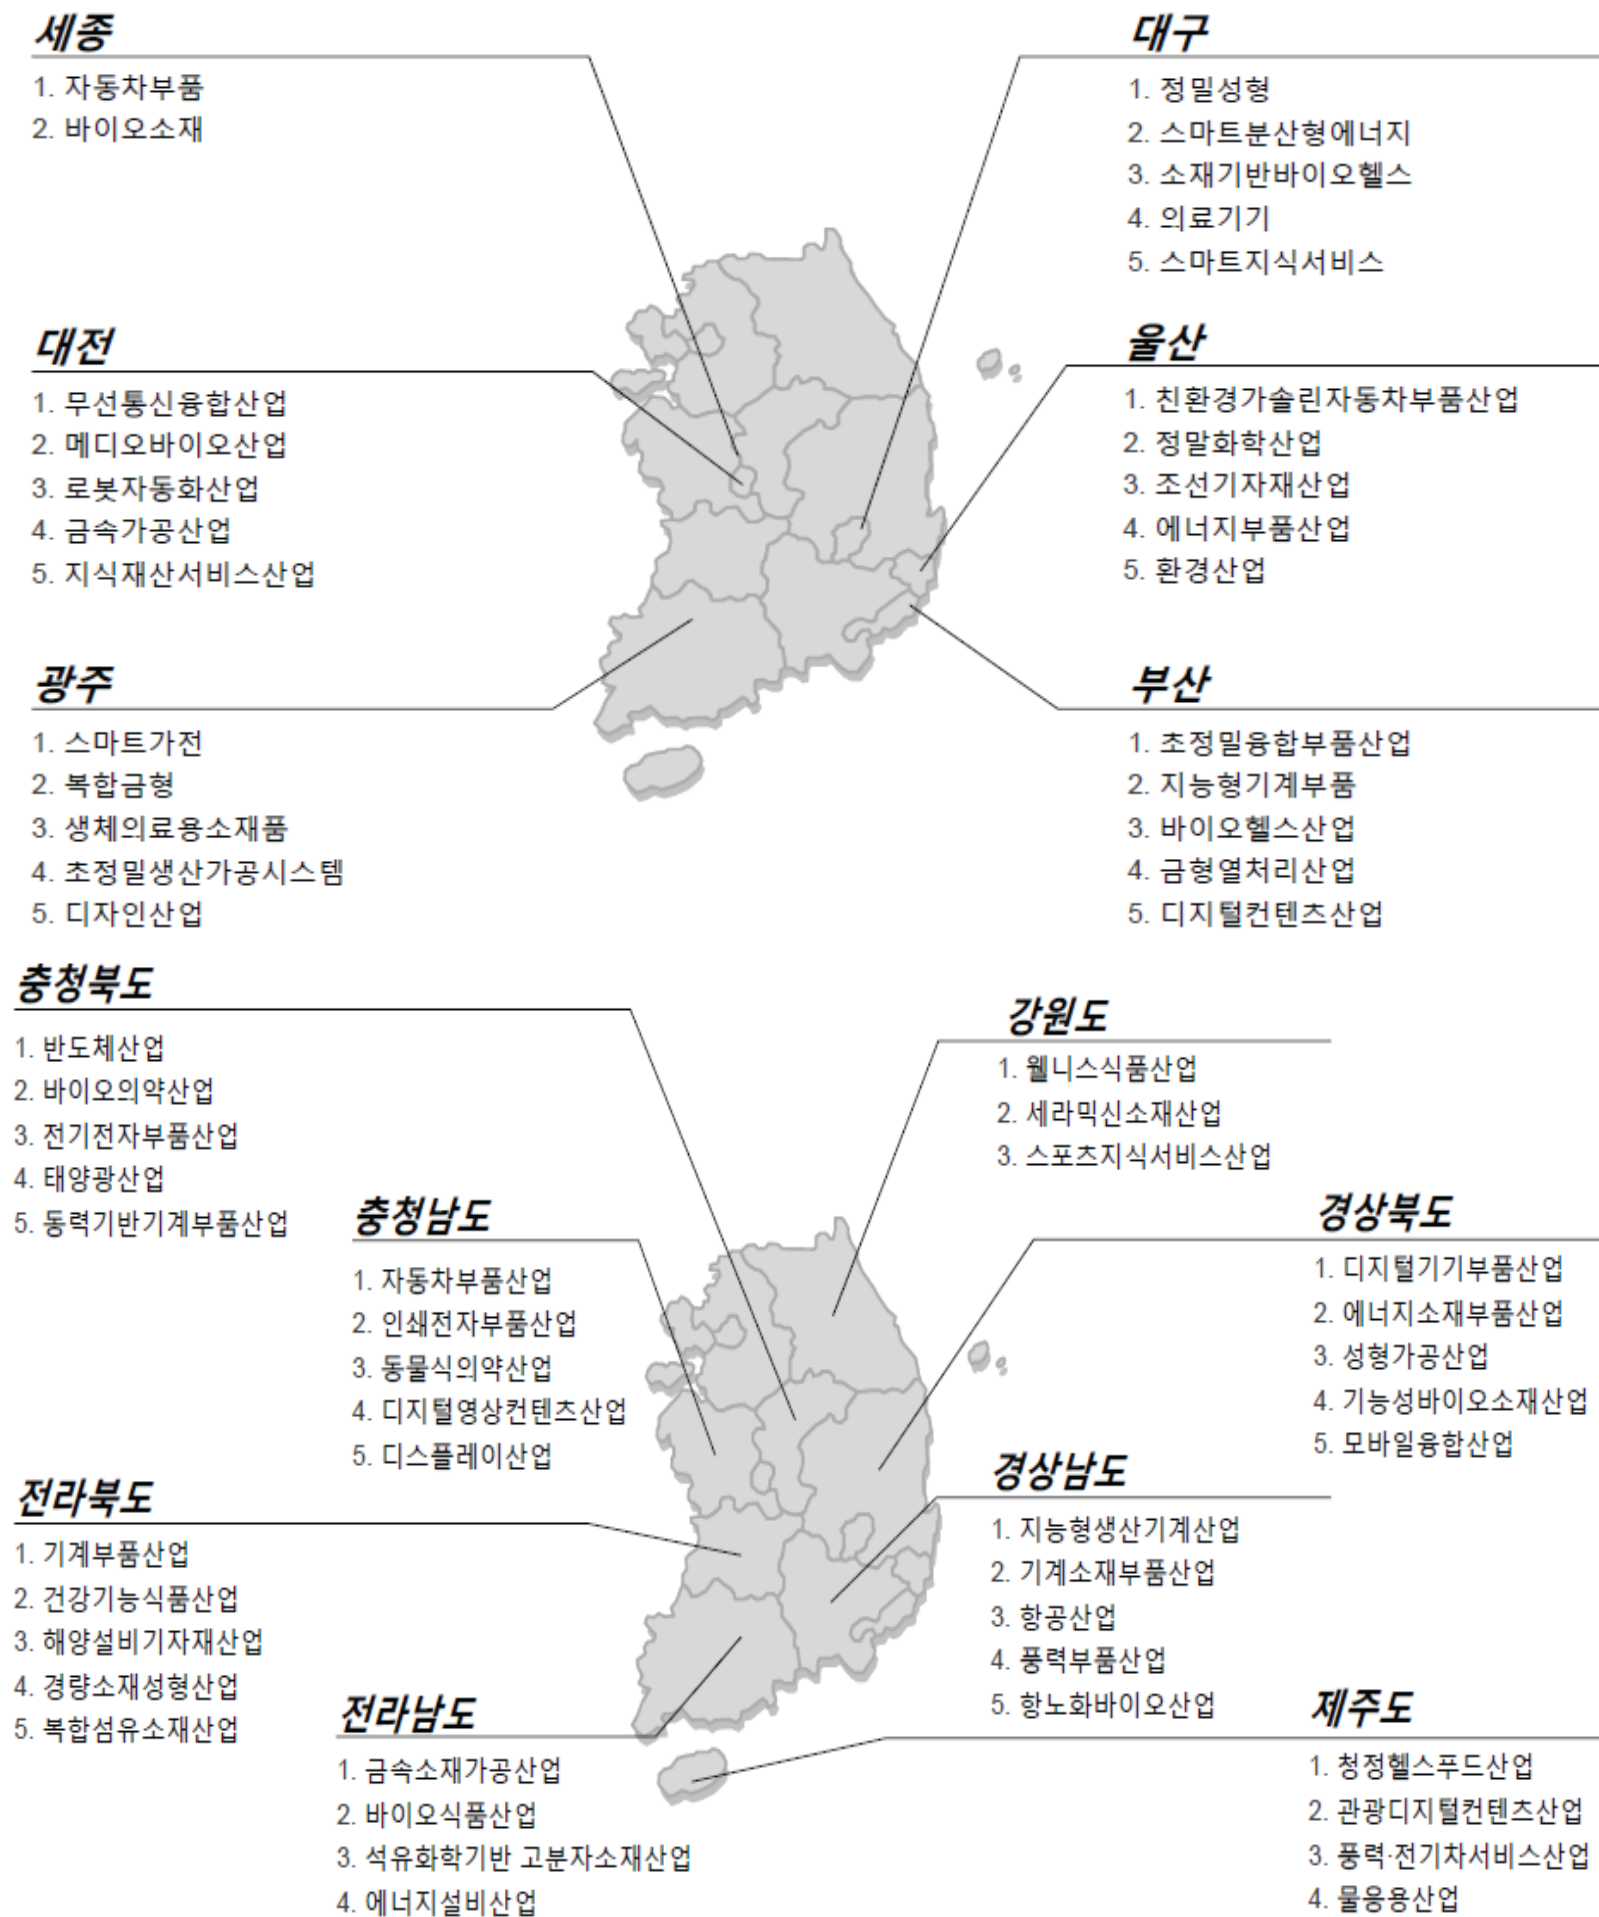 세종
1. 자동차부품
2. 바이오소재
대구
1. 정밀성형
2. 스마트분산형에너지
3. 소재기반바이오헬스
4. 의료기기
5. 스마트지식서비스
대전
1. 무선통신융합산업
2. 메디오바이오산업
3. 로봇자동화산업
4. 금속가공산업
5. 지식재산서비스산업
울산
1. 친환경가솔린자동차부품산업
2. 정말화학산업
3. 조선기자재산업
4. 에너지부품산업
5. 환경산업
광주
1. 스마트가전
2. 복합금형
3. 생체의료용소재품
4. 초정밀생산가공시스템
5. 디자인산업
부산
1. 초정밀융합부품산업
2. 지능형기계부품
3. 바이오헬스산업
4. 금형열처리산업
5. 디지털컨텐츠산업
충청북도
1. 반도체산업
2. 바이오의약산업
3. 전기전자부품산업
4. 태양광산업
5. 동력기반기계부품산업
강원도
1. 웰니스식품산업
2. 세라믹신소재산업
3. 스포츠지식서비스산업
충청남도
1. 자동차부품산업
2. 인쇄전자부품산업
3. 동물식의약산업
4. 디지털영상컨텐츠산업
5. 디스플레이산업
경상북도
1. 디지털기기부품산업
2. 에너지소재부품산업
3. 성형가공산업
4. 기능성바이오소재산업
5. 모바일융합산업
전라북도
1. 기계부품산업
2. 건강기능식품산업
3. 해양설비기자재산업
4. 경량소재성형산업
5. 복합섬유소재산업
경상남도
1. 지능형생산기계산업
2. 기계소재부품산업
3. 항공산업
4. 풍력부품산업
5. 항노화바이오산업
전라남도
1. 금속소재가공산업
2. 바이오식품산업
3. 석유화학기반 고분자소재산업
4. 에너지설비산업
제주도
1. 청정헬스푸드산업
2. 관광디지털컨텐츠산업
3. 풍력·전기차서비스산업
4. 물응용산업